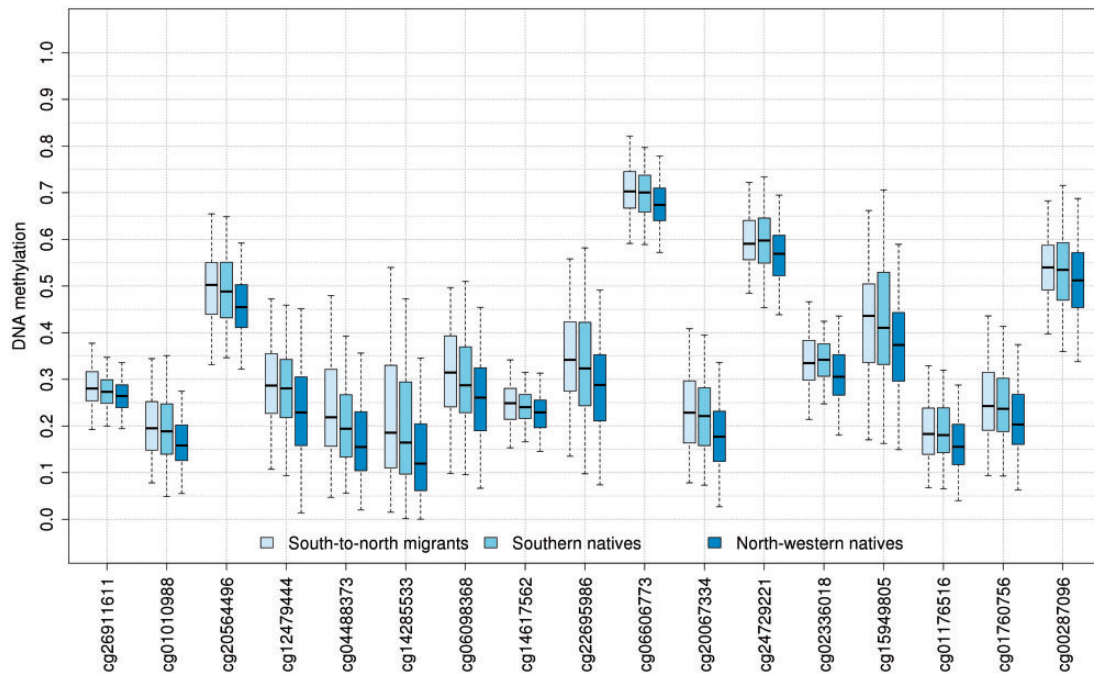 DNA methylation
1.0
0.9
0.8
0.7
0.6
0.5
0.4
0.3
0.2
0.1
0.0
South-to-north migrants Southern natives North-western natives
cg26911611
cg01010988
cg20564496
cg12479444
cg04488373
cg14285533
cg06098368
cg14617562
cg22695986
cg06606773
cg20067334
cg24729221
cg02336018
cg15949805
cg01176516
cg01760756
cg00287096